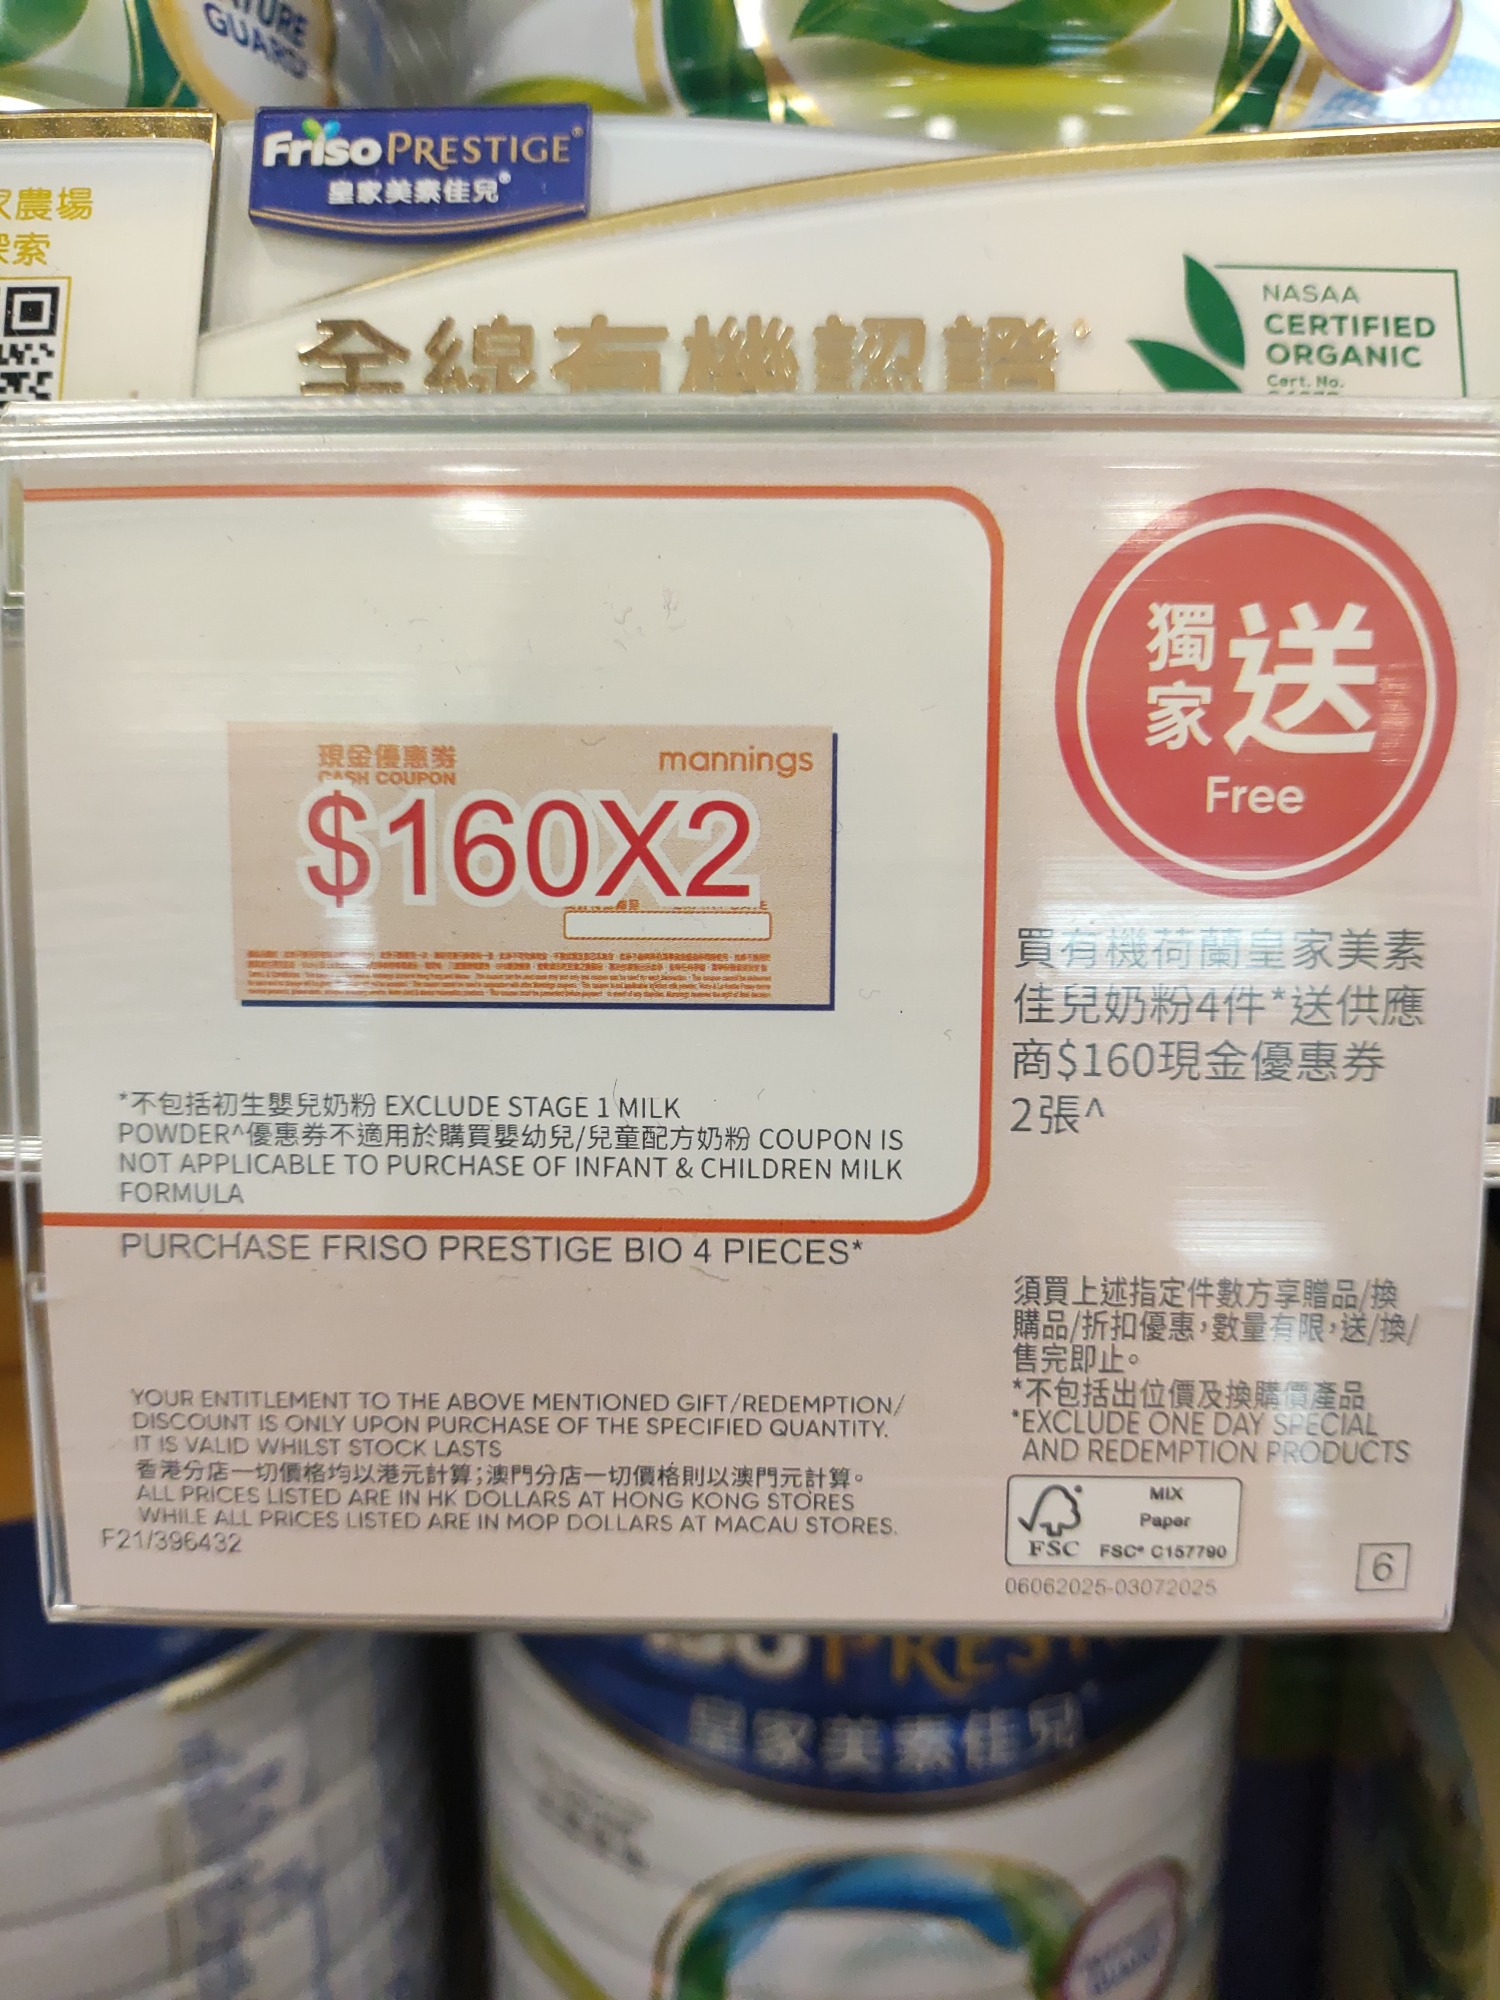 TURE
GUARD
Friso PRESTIGE®
皇家美素佳兒®
農場
索
全線有機認證
NASAA
CERTIFIED
ORGANIC
Cert. No.
現金優惠券
CASH COUPON
mannings
$160X2
獨家送
Free
買有機荷蘭皇家美素
佳兒奶粉4件*送供應
商$160現金優惠券
2張^
*不包括初生嬰兒奶粉 EXCLUDE STAGE 1 MILK
POWDER^優惠券不適用於購買嬰幼兒/兒童配方奶粉 COUPON IS
NOT APPLICABLE TO PURCHASE OF INFANT & CHILDREN MILK
FORMULA
PURCHASE FRISO PRESTIGE BIO 4 PIECES*
須買上述指定件數方享贈品/換
購品/折扣優惠，數量有限，送/換/
售完即止。
*不包括出位價及換購價產品
*EXCLUDE ONE DAY SPECIAL
AND REDEMPTION PRODUCTS
YOUR ENTITLEMENT TO THE ABOVE MENTIONED GIFT/REDEMPTION/
DISCOUNT IS ONLY UPON PURCHASE OF THE SPECIFIED QUANTITY.
IT IS VALID WHILST STOCK LASTS
香港分店一切價格均以港元計算；澳門分店一切價格則以澳門元計算。
ALL PRICES LISTED ARE IN HK DOLLARS AT HONG KONG STORES
WHILE ALL PRICES LISTED ARE IN MOP DOLLARS AT MACAU STORES.
F21/396432
MIX
Paper
FSC FSC® C157790
06062025-03072025
6
皇家美素佳兒